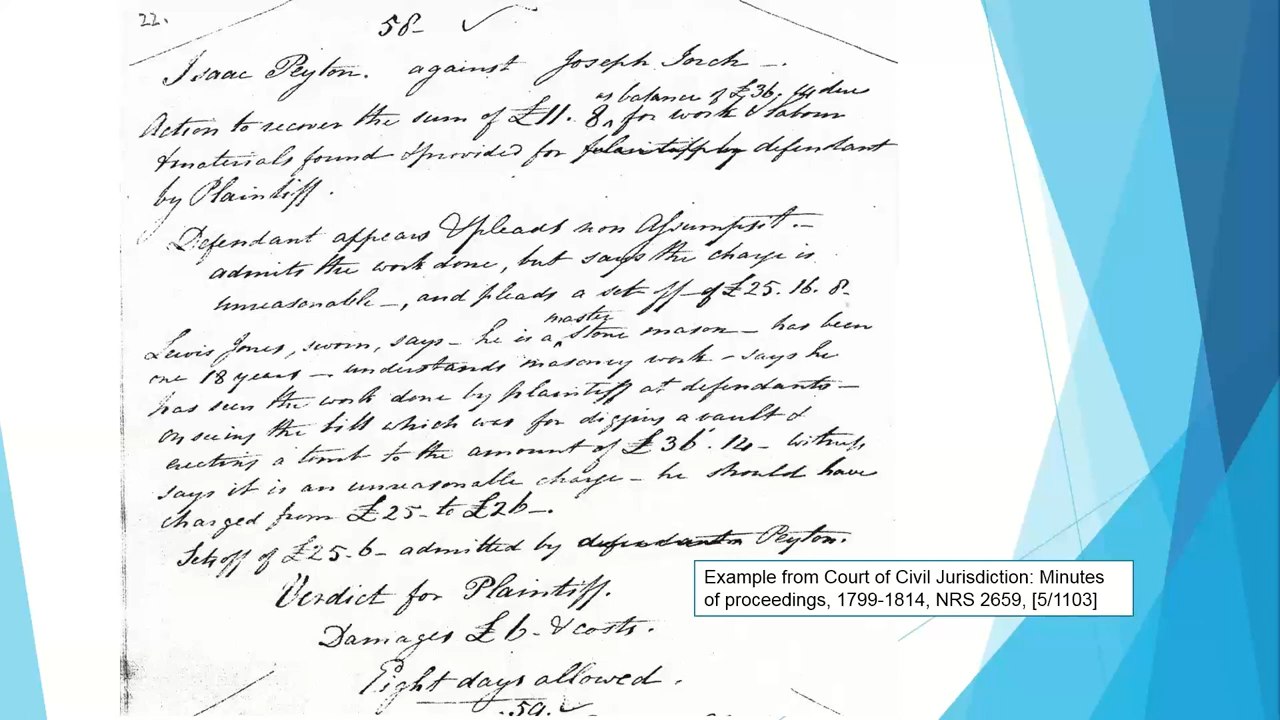 22.
58- ✓
Isaac Peyton. against Joseph Inch -.
as balance of £36. 14 due
Action to recover the sum of £11. 8 ^ for work & labour
& materials found & provided for plaintiff by defendant
by Plaintiff.
Defendant appears & pleads non Assumpsit. -
admits the work done, but says the charge is
unreasonable -, and pleads a set off - of £25. 16. 8.
master
Lewis Jones, sworn, says - he is a ^ stone mason - has been
one 18 years - understands masonry work - says he
has seen the work done by plaintiff at defendants -
on seeing the bill which was for digging a vault &
erecting a tomb to the amount of £36. 14 - witness
says it is an unreasonable charge - he should have
charged from £25 - to £26 -.
Set off of £25-6- admitted by defendant Peyton.
Verdict for Plaintiff.
Damages £6- & costs.
Eight days allowed.
.59. ✓
Example from Court of Civil Jurisdiction: Minutes
of proceedings, 1799-1814, NRS 2659, [5/1103]